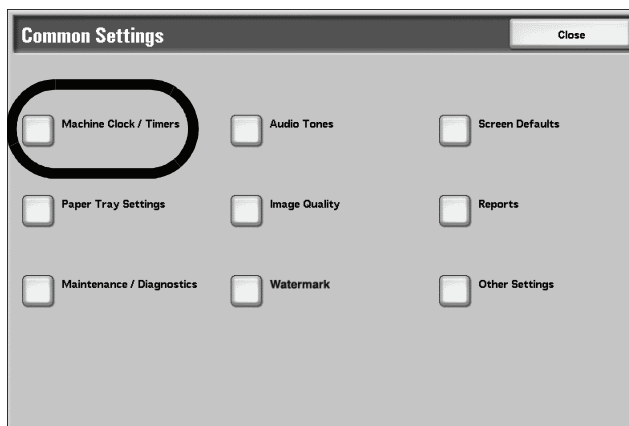 Common Settings
Close
Machine Clock / Timers
Audio Tones
Screen Defaults
Paper Tray Settings
Image Quality
Reports
Maintenance / Diagnostics
Watermark
Other Settings